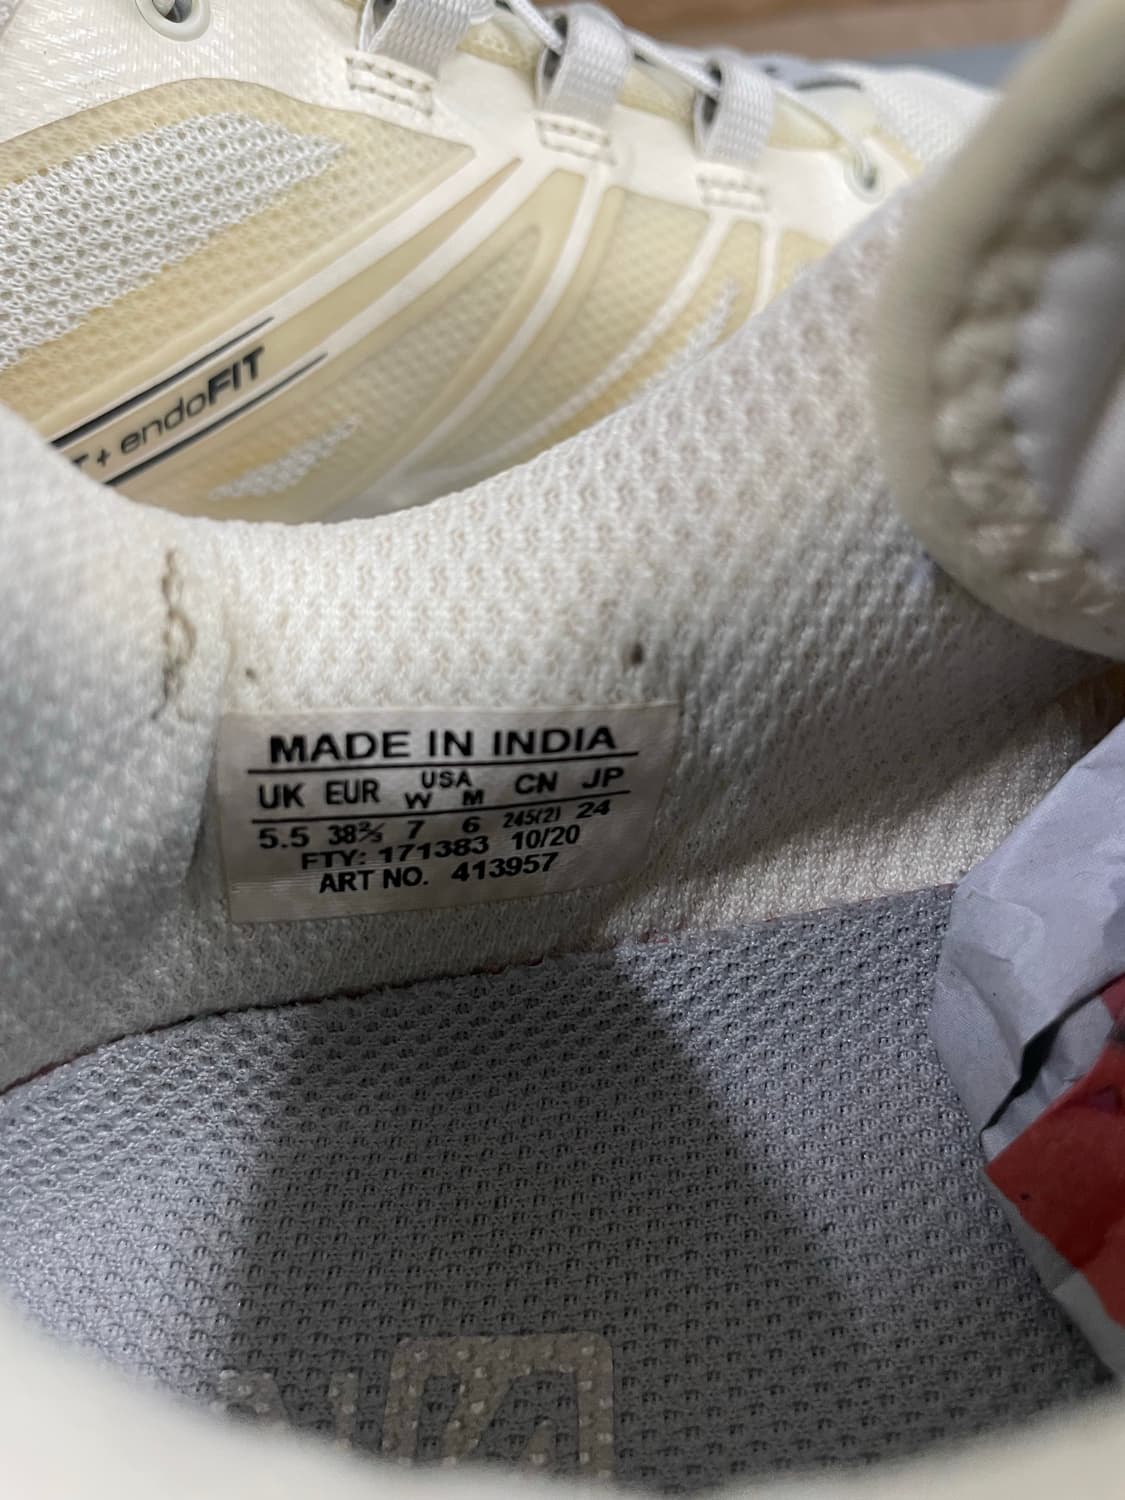 + endoFIT
MADE IN INDIA
UK EUR USA CN JP
W M
5.5 38⅔ 7 6 245(2) 24
FTY: 171383 10/20
ART NO. 413957